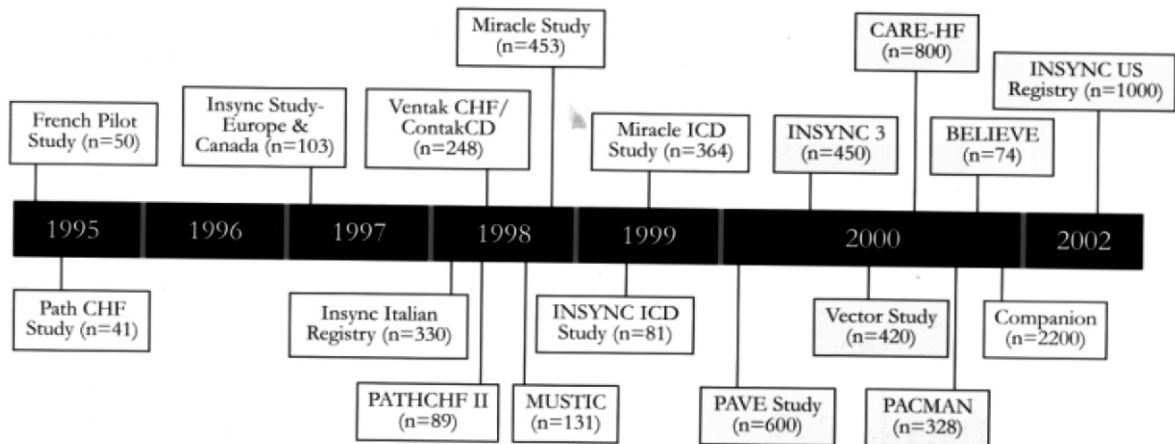 Miracle Study
(n=453)
CARE-HF
(n=800)
French Pilot
Study (n=50)
Insync Study-
Europe &
Canada (n=103)
Ventak CHF/
ContakCD
(n=248)
Miracle ICD
Study (n=364)
INSYNC 3
(n=450)
BELIEVE
(n=74)
INSYNC US
Registry (n=1000)
1995
1996
1997
1998
1999
2000
2002
Path CHF
Study (n=41)
Insync Italian
Registry (n=330)
INSYNC ICD
Study (n=81)
Vector Study
(n=420)
Companion
(n=2200)
PATHCHF II
(n=89)
MUSTIC
(n=131)
PAVE Study
(n=600)
PACMAN
(n=328)